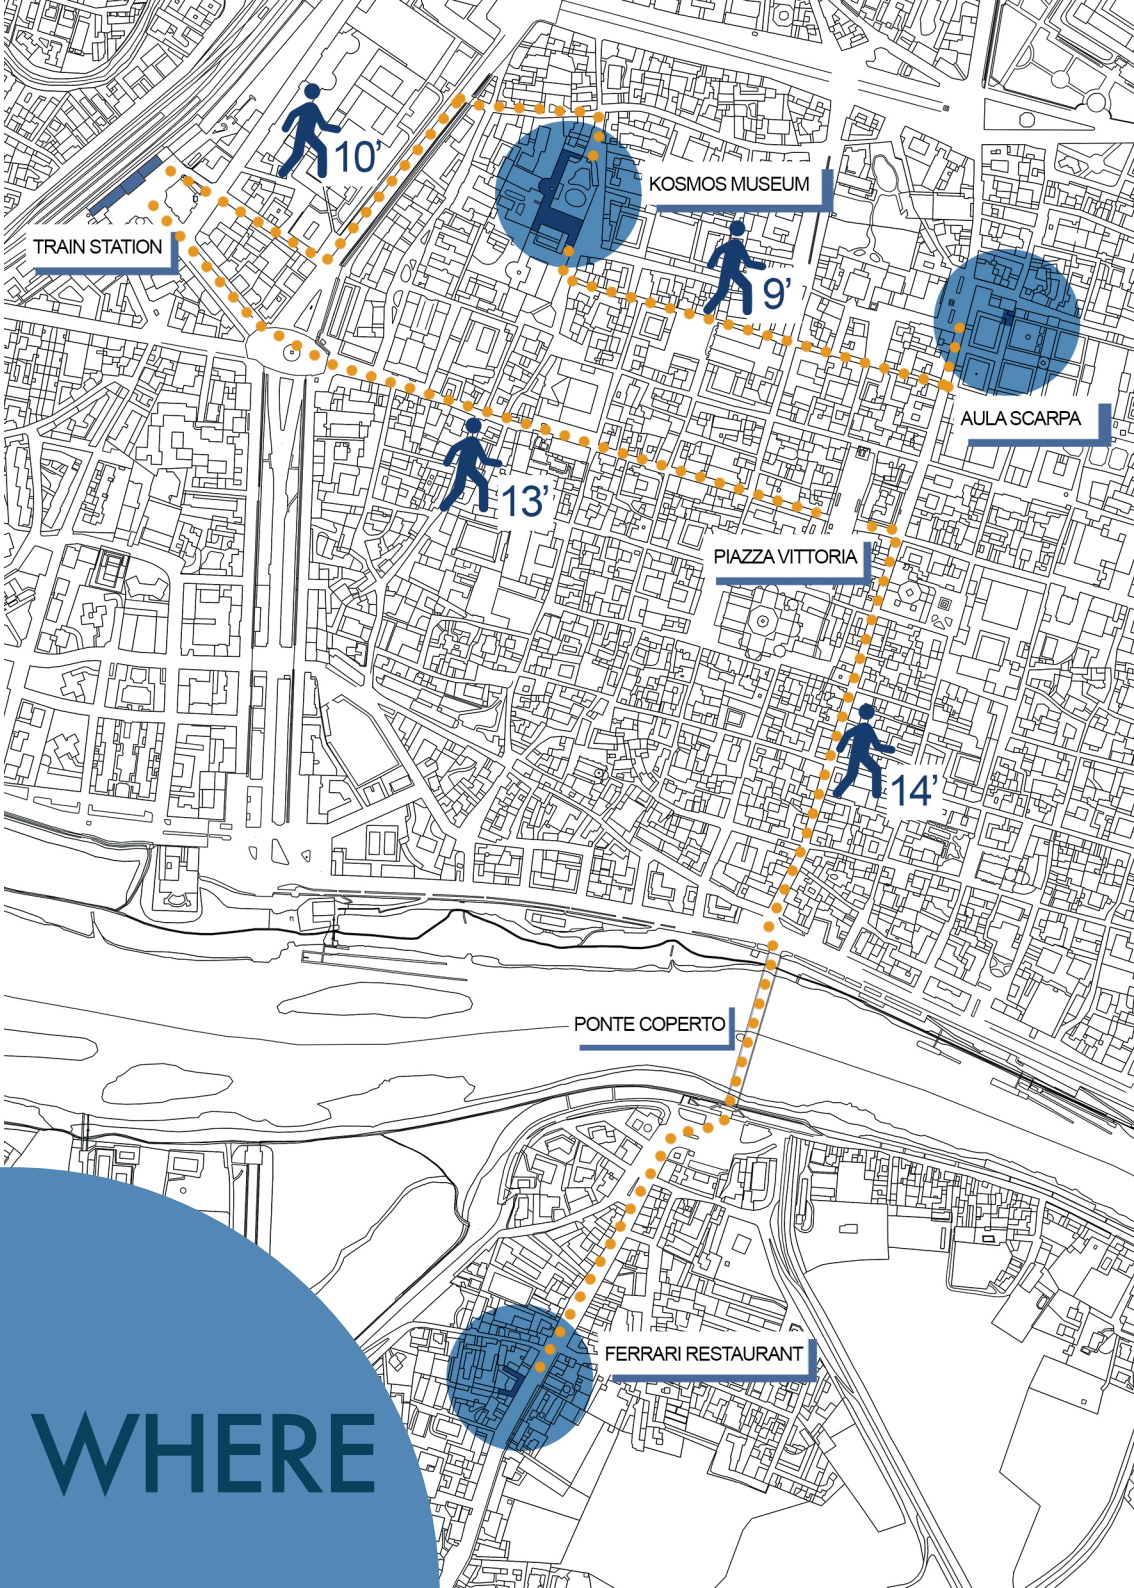 10’
KOSMOS MUSEUM
TRAIN STATION
9’
AULA SCARPA
13’
PIAZZA VITTORIA
14’
PONTE COPERTO
FERRARI RESTAURANT
WHERE